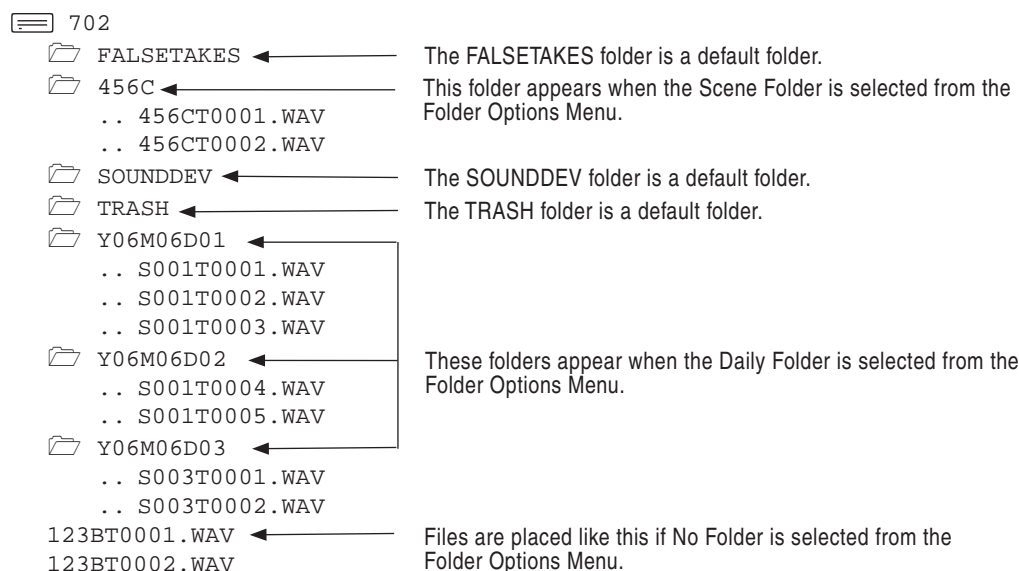 702
FALSETAKES
The FALSETAKES folder is a default folder.
456C
This folder appears when the Scene Folder is selected from the
Folder Options Menu.
.. 456CT0001.WAV
.. 456CT0002.WAV
SOUNDDEV
The SOUNDDEV folder is a default folder.
TRASH
The TRASH folder is a default folder.
Y06M06D01
.. S001T0001.WAV
.. S001T0002.WAV
.. S001T0003.WAV
Y06M06D02
These folders appear when the Daily Folder is selected from the
Folder Options Menu.
.. S001T0004.WAV
.. S001T0005.WAV
Y06M06D03
.. S003T0001.WAV
.. S003T0002.WAV
123BT0001.WAV
Files are placed like this if No Folder is selected from the
Folder Options Menu.
123BT0002.WAV